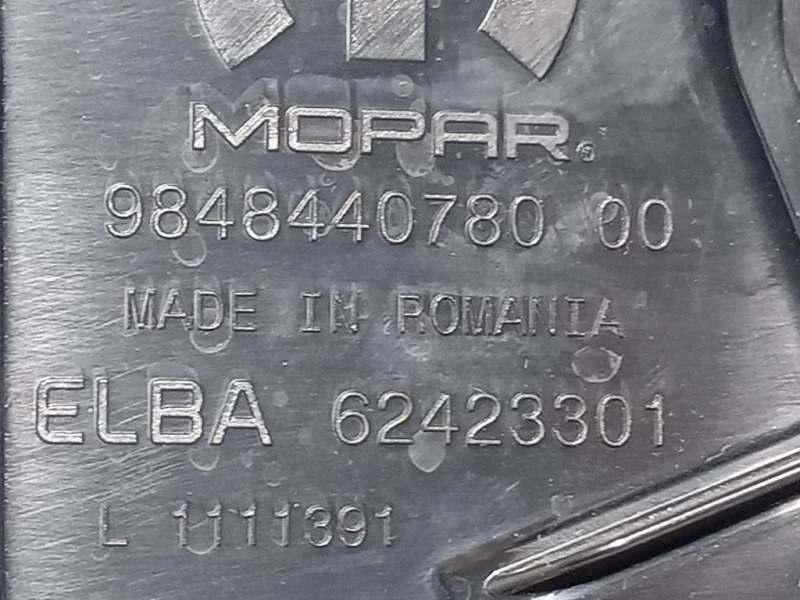 MOPAR®
9848440780 00
MADE IN ROMANIA
ELBA 62423301
L 1111391